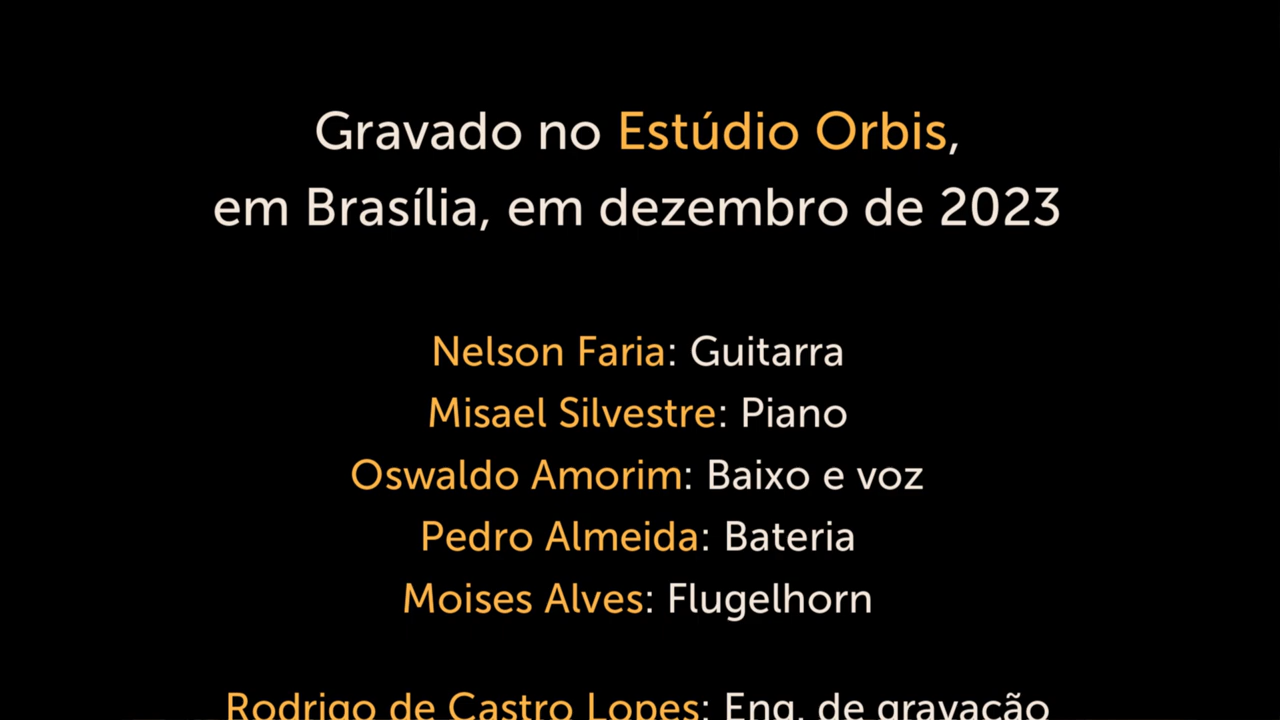 Gravado no Estúdio Orbis,
em Brasília, em dezembro de 2023
Nelson Faria: Guitarra
Misael Silvestre: Piano
Oswaldo Amorim: Baixo e voz
Pedro Almeida: Bateria
Moises Alves: Flugelhorn
Rodrigo de Castro Lopes: Eng. de gravação